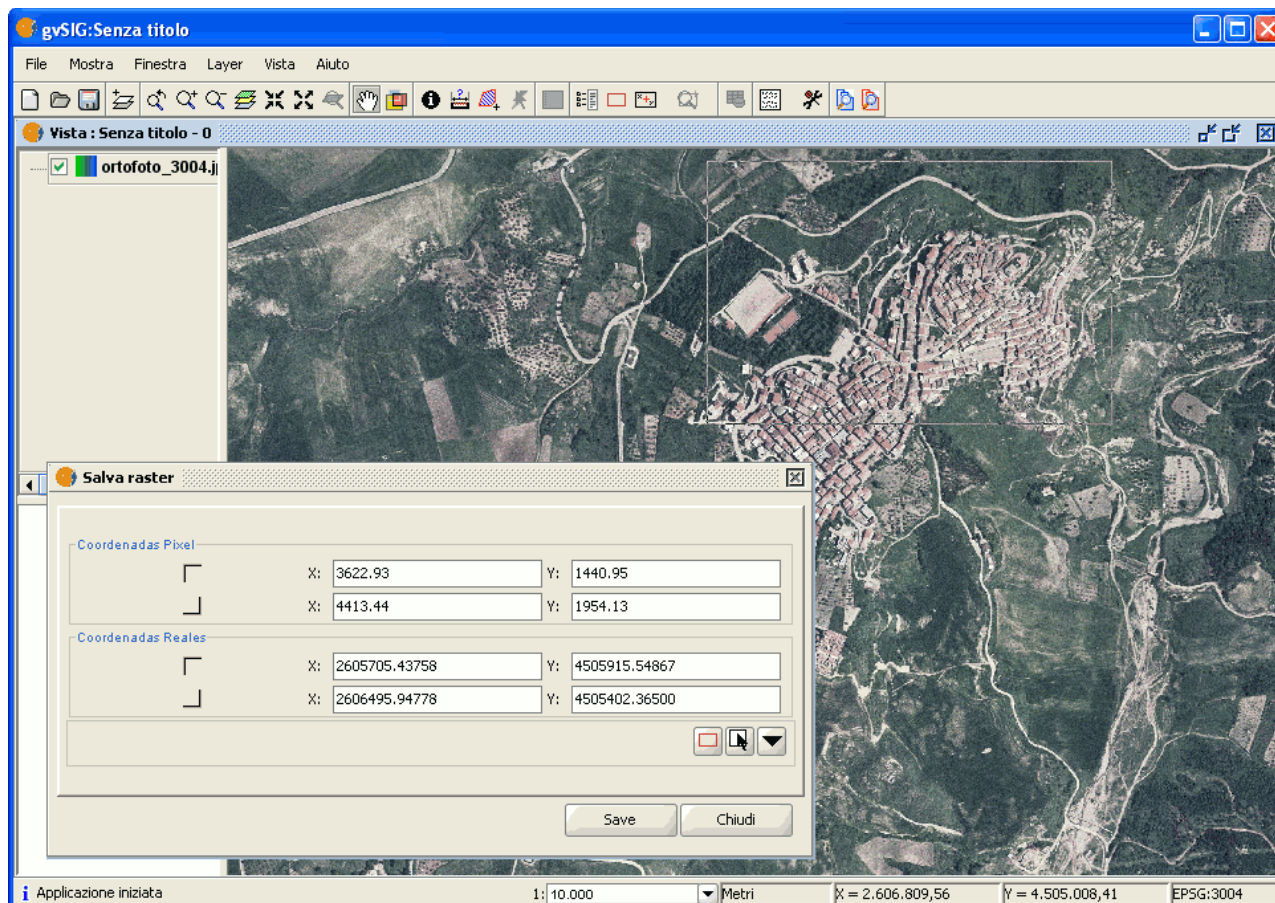 gvSIG:Senza titolo
File Mostra Finestra Layer Vista Aiuto
Vista : Senza titolo - 0
ortofoto_3004.j
Salva raster
Coordenadas Pixel
X: 3622.93 Y: 1440.95
X: 4413.44 Y: 1954.13
Coordenadas Reales
X: 2605705.43758 Y: 4505915.54867
X: 2606495.94778 Y: 4505402.36500
Save Chiudi
Applicazione iniziata 1: 10.000 Metri X = 2.606.809,56 Y = 4.505.008,41 EPSG:3004